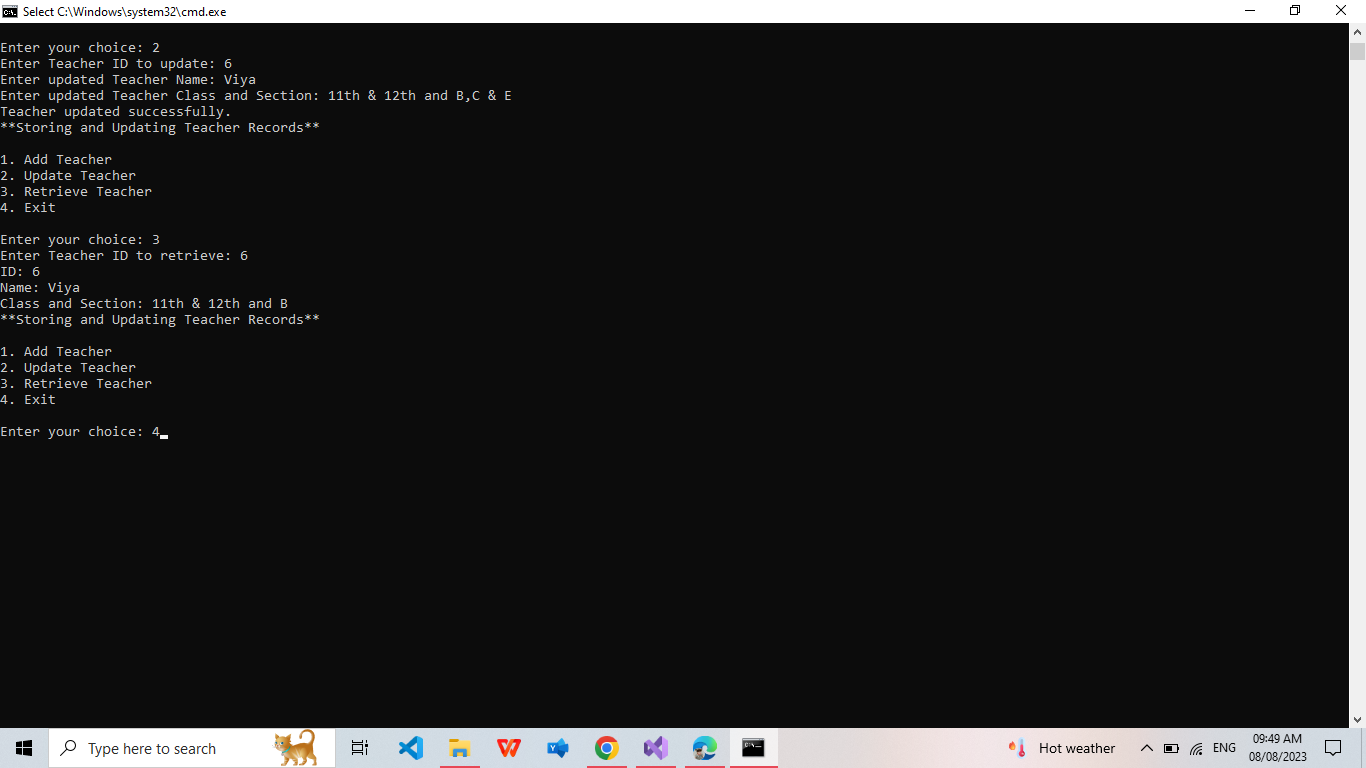 Select C:\Windows\system32\cmd.exe
Enter your choice: 2
Enter Teacher ID to update: 6
Enter updated Teacher Name: Viya
Enter updated Teacher Class and Section: 11th & 12th and B,C & E
Teacher updated successfully.
**Storing and Updating Teacher Records**
1. Add Teacher
2. Update Teacher
3. Retrieve Teacher
4. Exit
Enter your choice: 3
Enter Teacher ID to retrieve: 6
ID: 6
Name: Viya
Class and Section: 11th & 12th and B
**Storing and Updating Teacher Records**
1. Add Teacher
2. Update Teacher
3. Retrieve Teacher
4. Exit
Enter your choice: 4
Type here to search
Hot weather
ENG
09:49 AM
08/08/2023